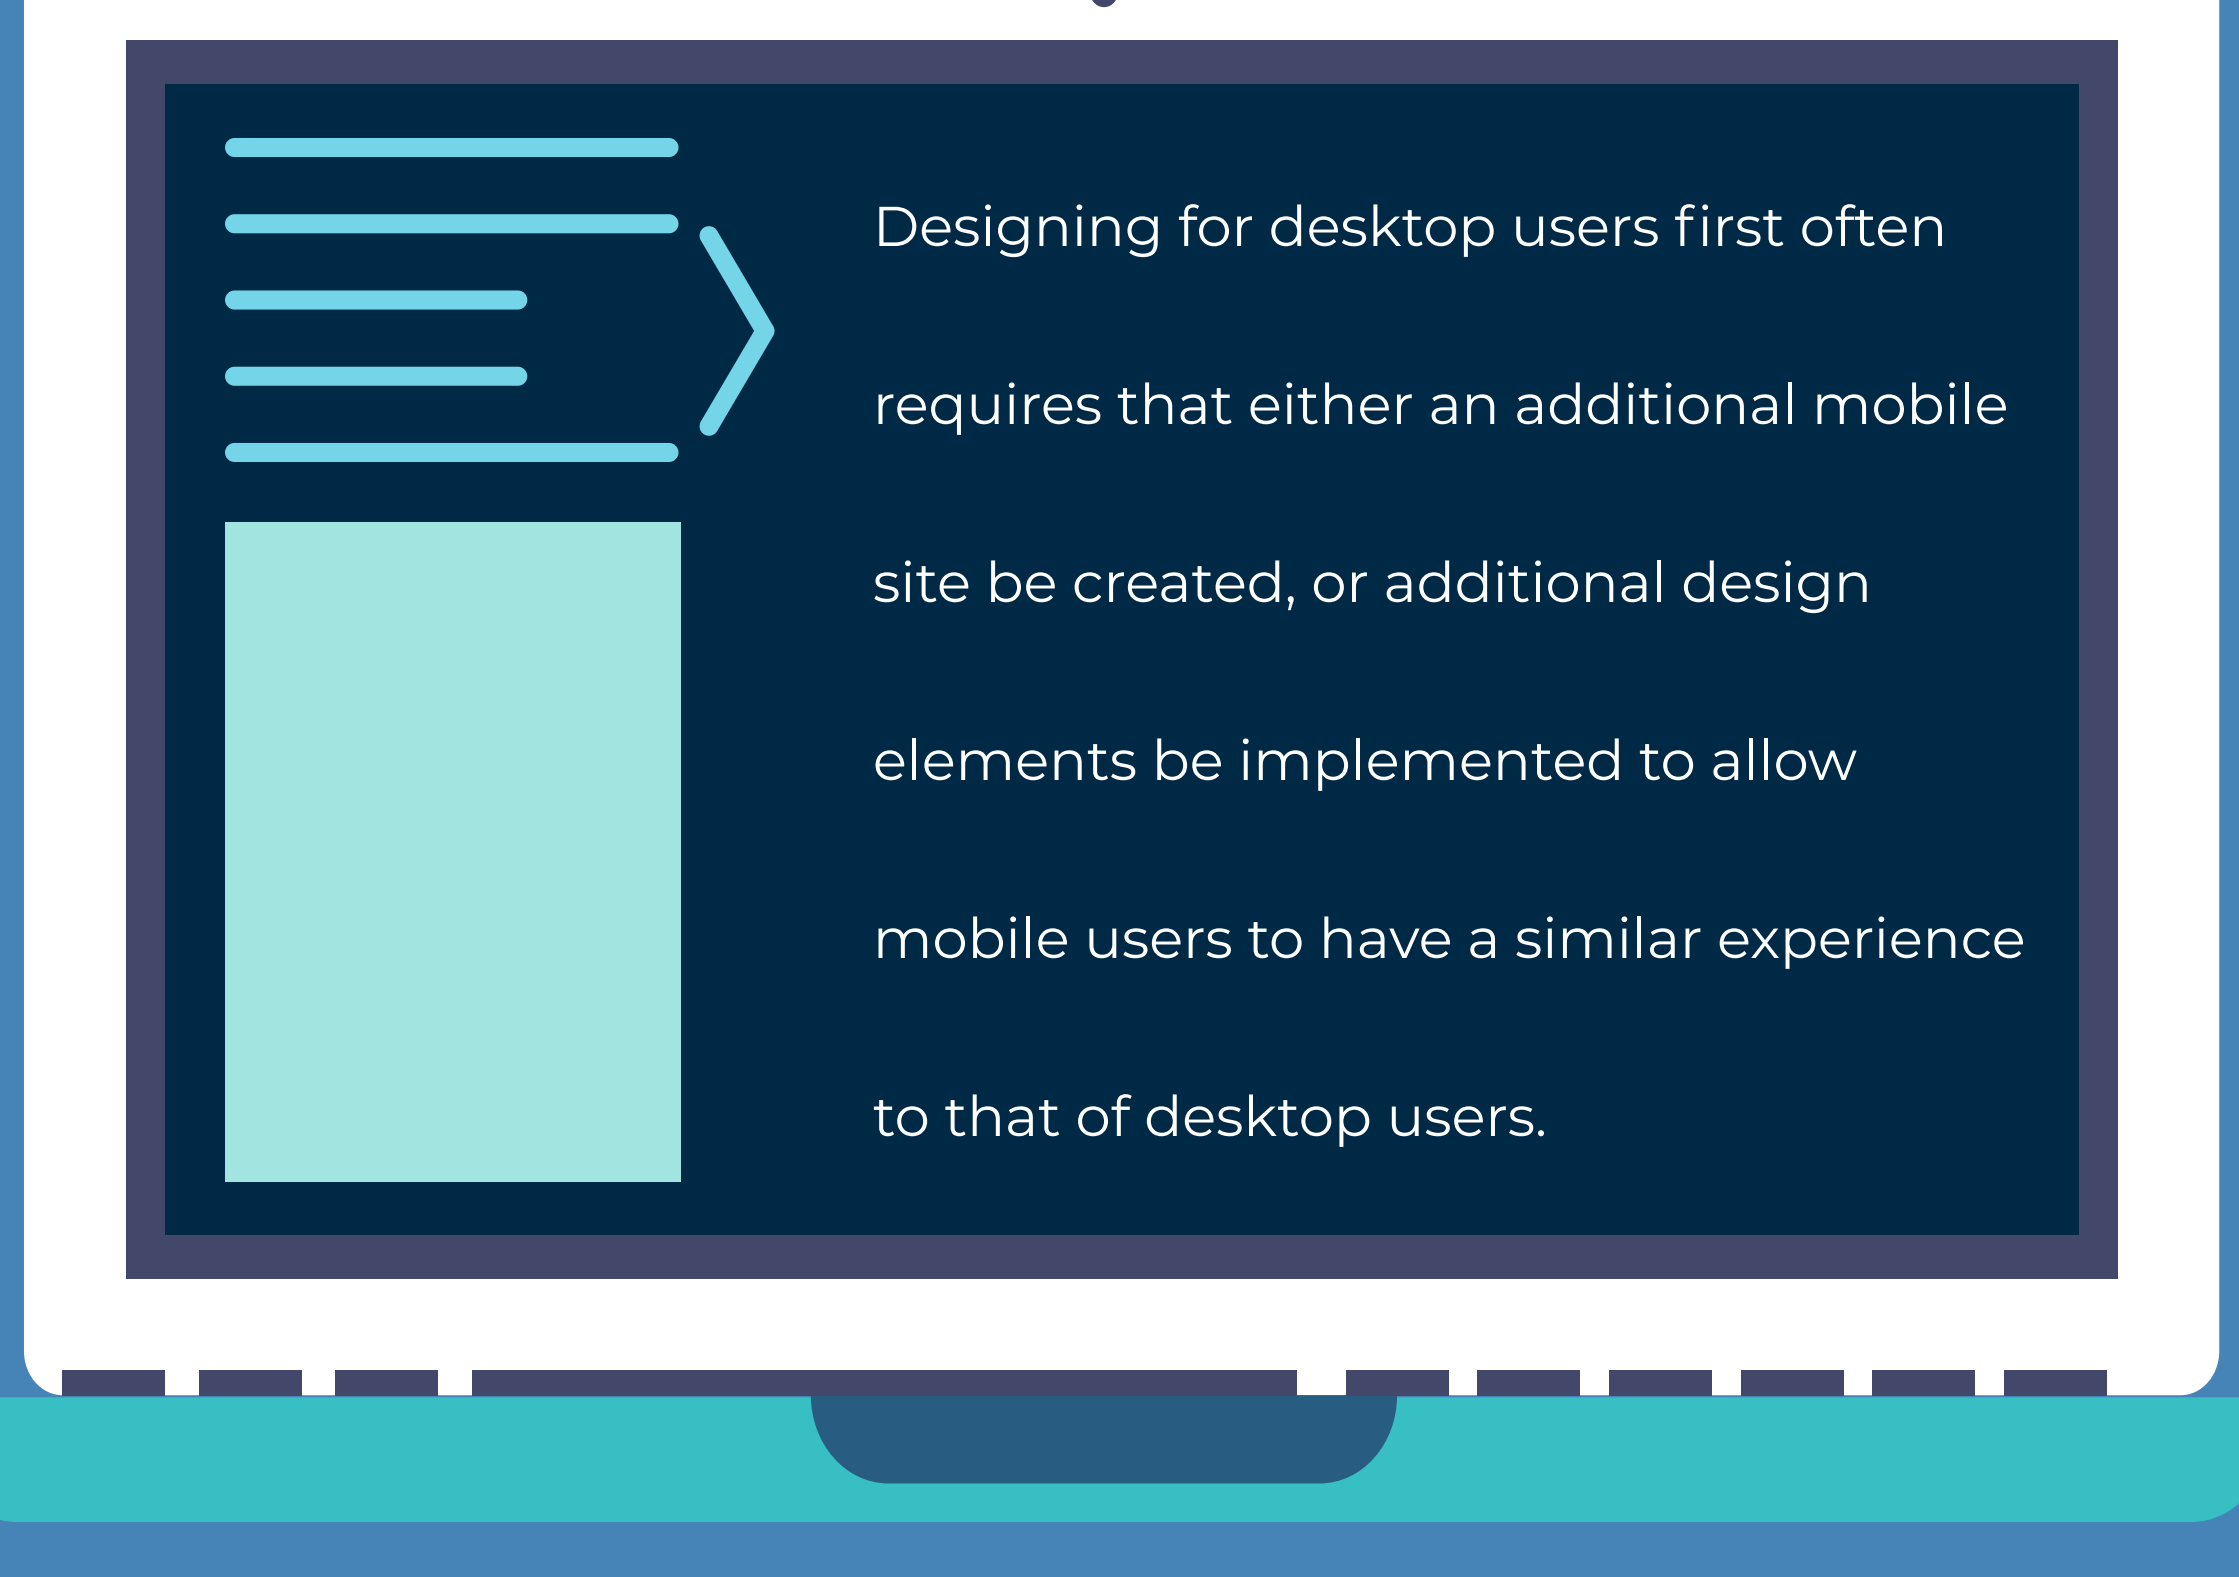 Designing for desktop users first often
requires that either an additional mobile
site be created, or additional design
elements be implemented to allow
mobile users to have a similar experience
to that of desktop users.